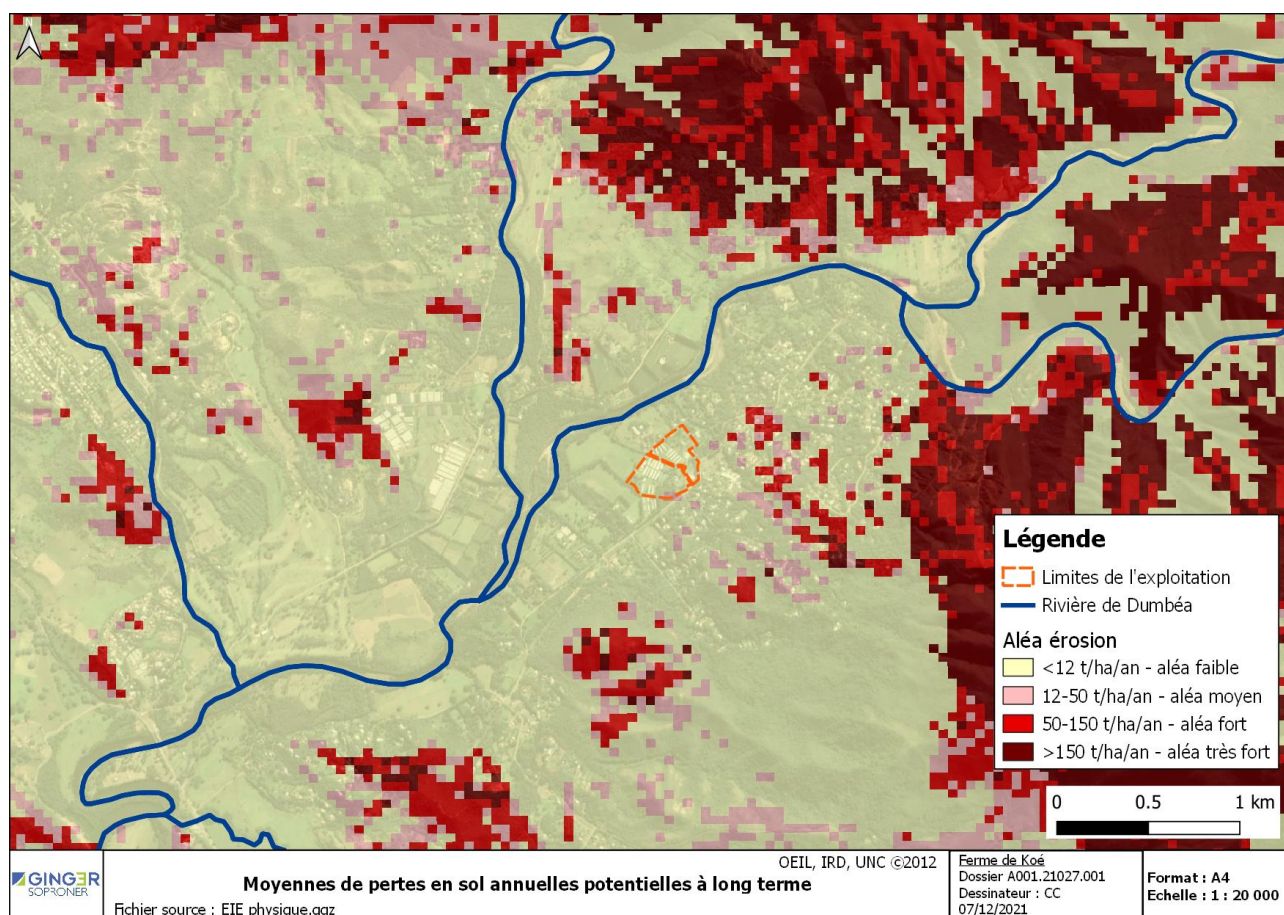 N
Légende
Limites de l'exploitation
Rivière de Dumbéa
Aléa érosion
<12 t/ha/an - aléa faible
12-50 t/ha/an - aléa moyen
50-150 t/ha/an - aléa fort
>150 t/ha/an - aléa très fort
0 0.5 1 km
GINGER
SOPRONER
OEIL, IRD, UNC ©2012
Moyennes de pertes en sol annuelles potentielles à long terme
Fichier source : EIE physique.qgz
Ferme de Koé
Dossier A001.21027.001
Dessinateur : CC
07/12/2021
Format : A4
Echelle : 1 : 20 000